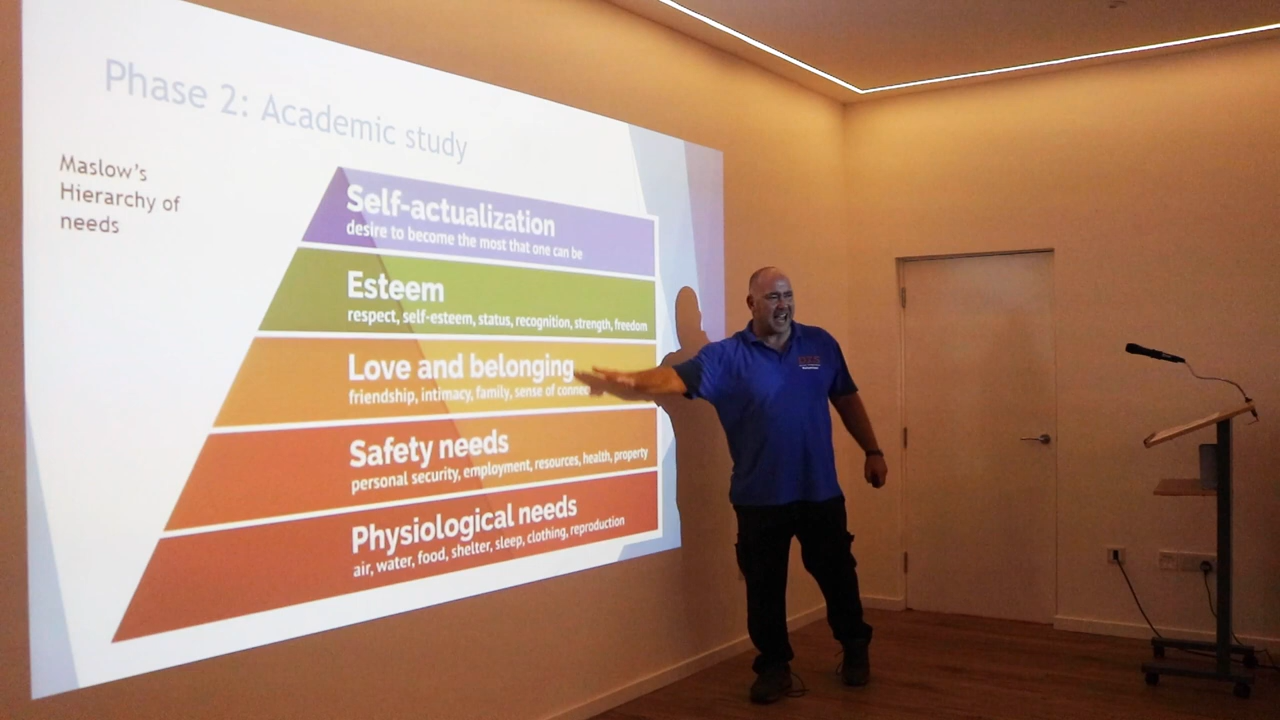 Phase 2: Academic study
Maslow's
Hierarchy of
needs
Self-actualization
desire to become the most that one can be
Esteem
respect, self-esteem, status, recognition, strength, freedom
Love and belonging
friendship, intimacy, family, sense of
Safety needs
personal security, employment, resources, health, property
Physiological needs
air, water, food, shelter, sleep, clothing, reproduction